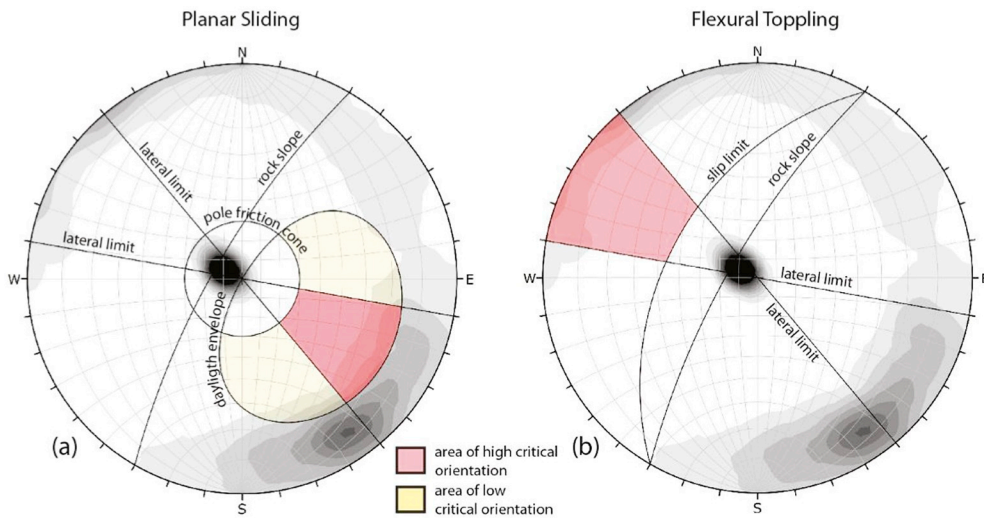 Planar Sliding
Flexural Toppling
N
N
lateral limit
rock slope
slip limit
rock slope
pole friction cone
lateral limit
W
E
W
E
lateral limit
dayligth envelope
lateral limit
(a)
(b)
area of high critical
orientation
area of low
critical orientation
S
S